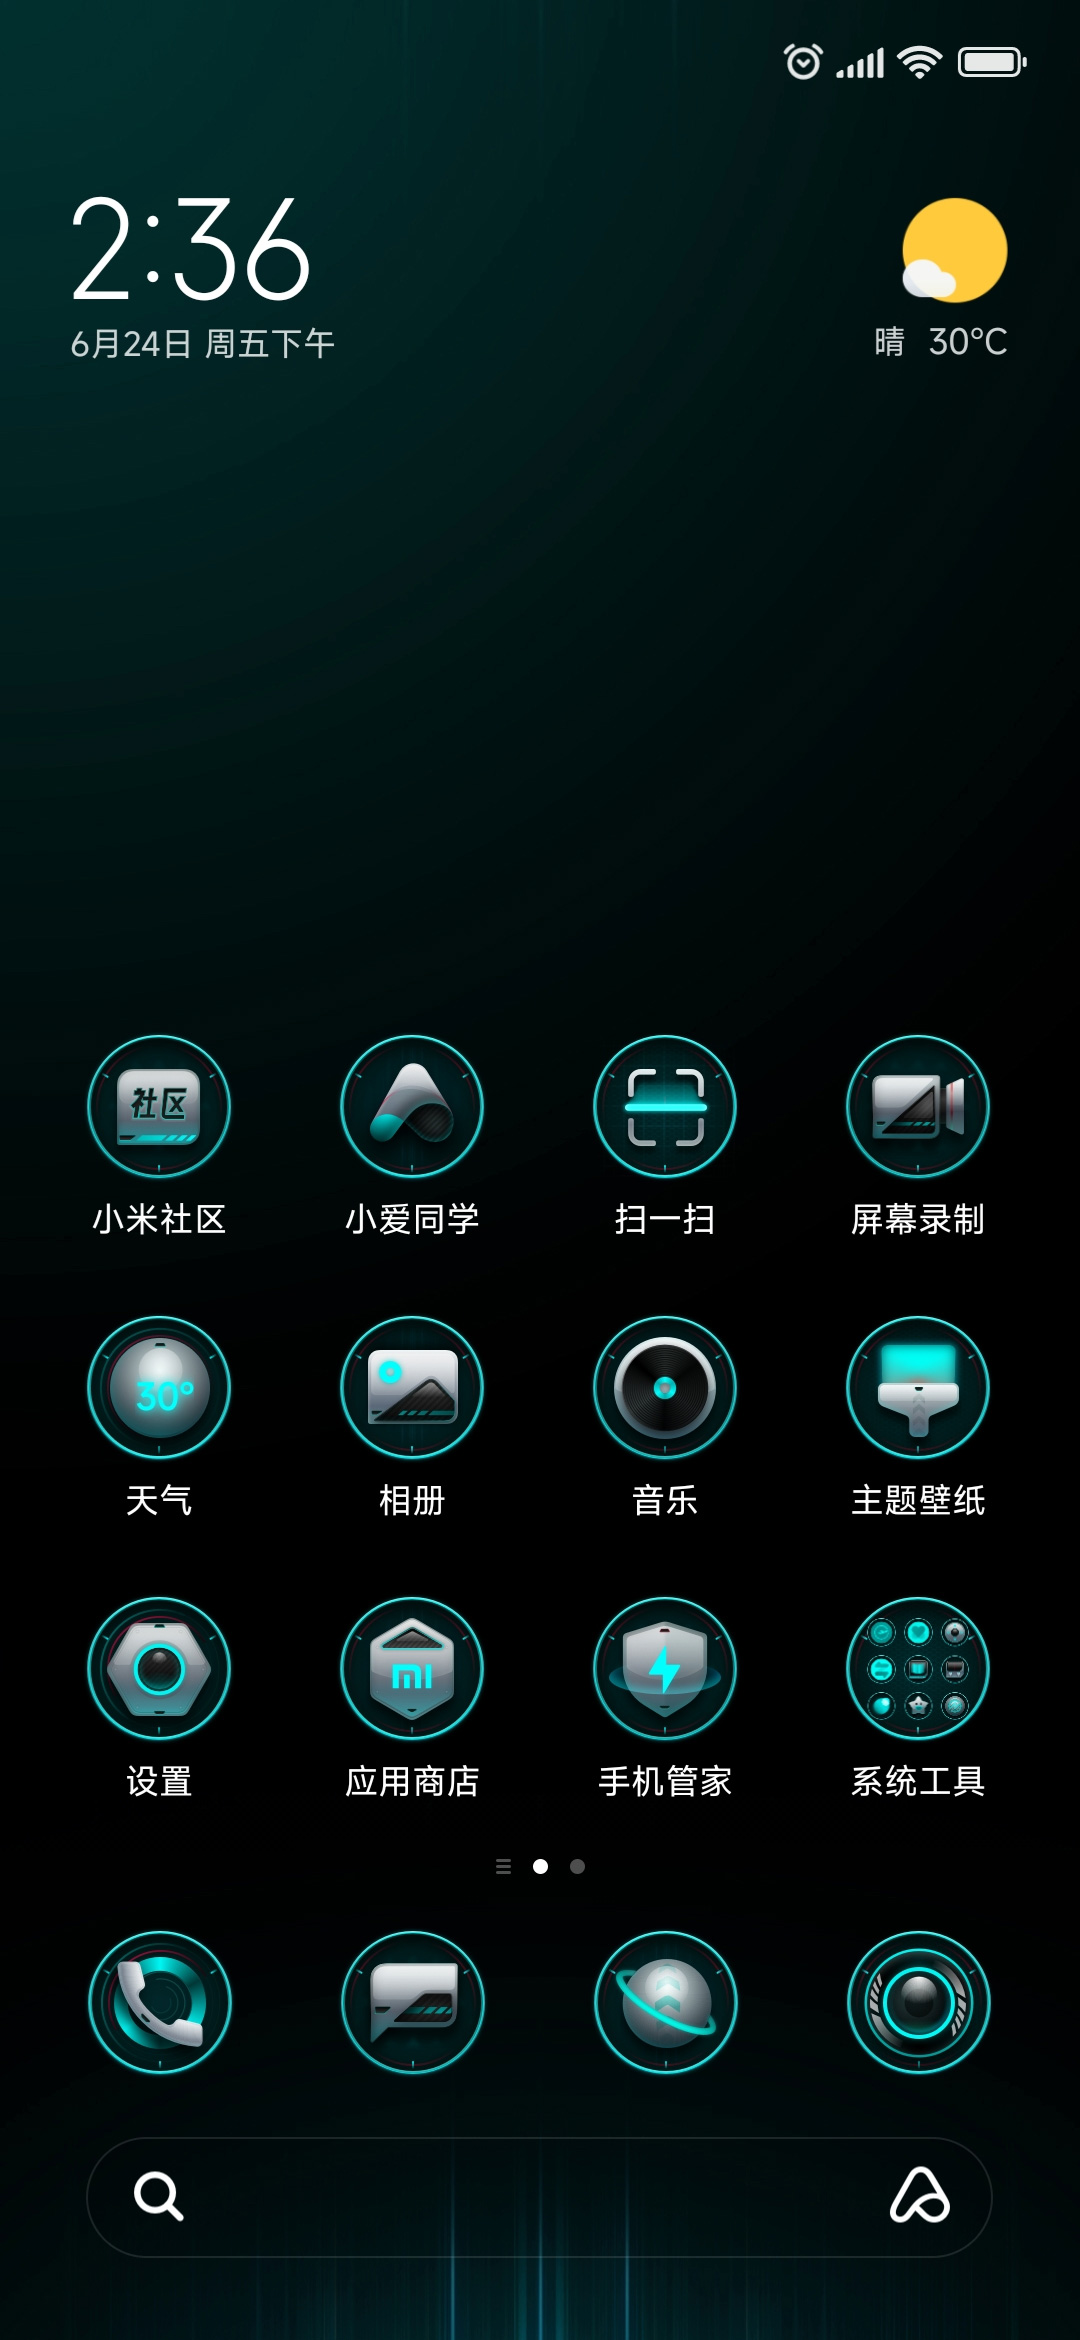 2:36
6月24日 周五下午
晴 30°C
社区
小米社区 小爱同学 扫一扫 屏幕录制
30°
天气 相册 音乐 主题壁纸
mi
设置 应用商店 手机管家 系统工具